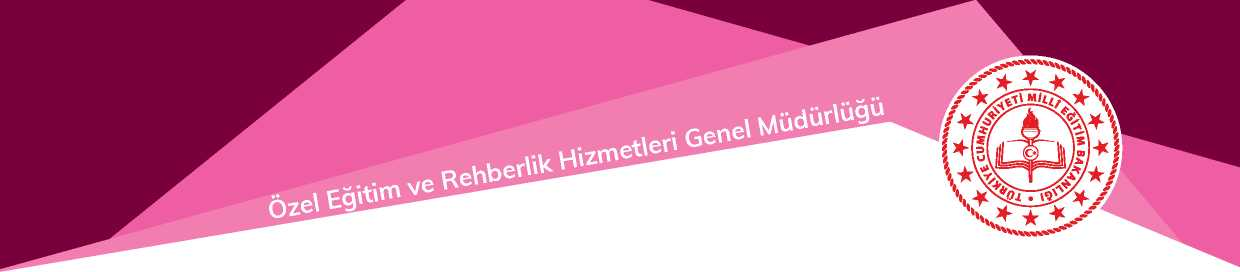 Özel Eğitim ve Rehberlik Hizmetleri Genel Müdürlüğü
TÜRKİYE CUMHURİYETİ MİLLÎ EĞİTİM BAKANLIĞI